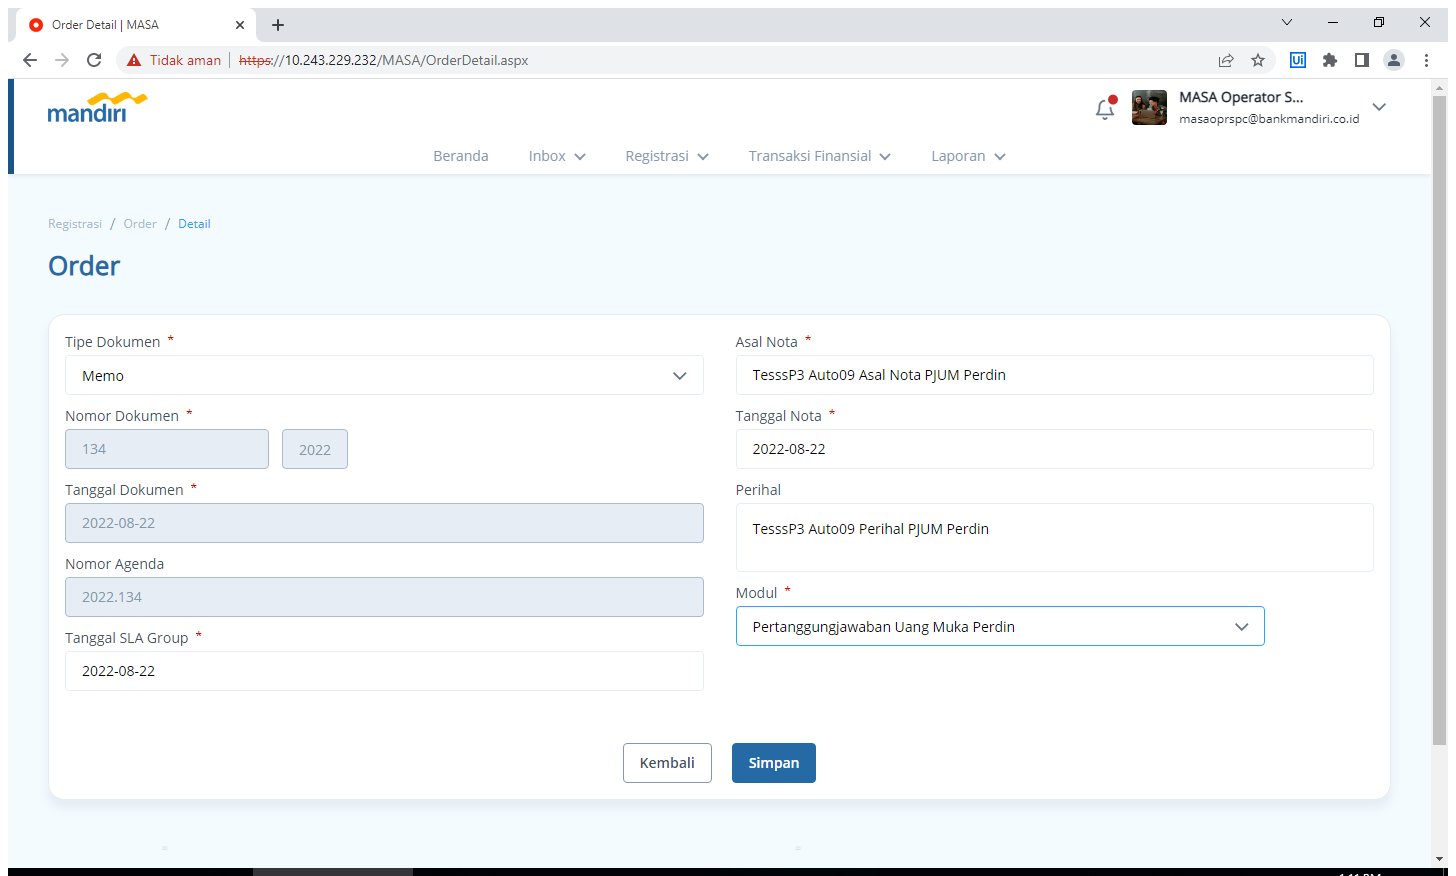 Order Detail | MASA
Tidak aman | https://10.243.229.232/MASA/OrderDetail.aspx
Ui
mandırı
MASA Operator S...
masaoprspc@bankmandiri.co.id
Beranda Inbox Registrasi Transaksi Finansial Laporan
Registrasi / Order / Detail
Order
Tipe Dokumen *
Memo
Nomor Dokumen *
134 2022
Tanggal Dokumen *
2022-08-22
Nomor Agenda
2022.134
Tanggal SLA Group *
2022-08-22
Asal Nota *
TesssP3 Auto09 Asal Nota PJUM Perdin
Tanggal Nota *
2022-08-22
Perihal
TesssP3 Auto09 Perihal PJUM Perdin
Modul *
Pertanggungjawaban Uang Muka Perdin
Kembali Simpan